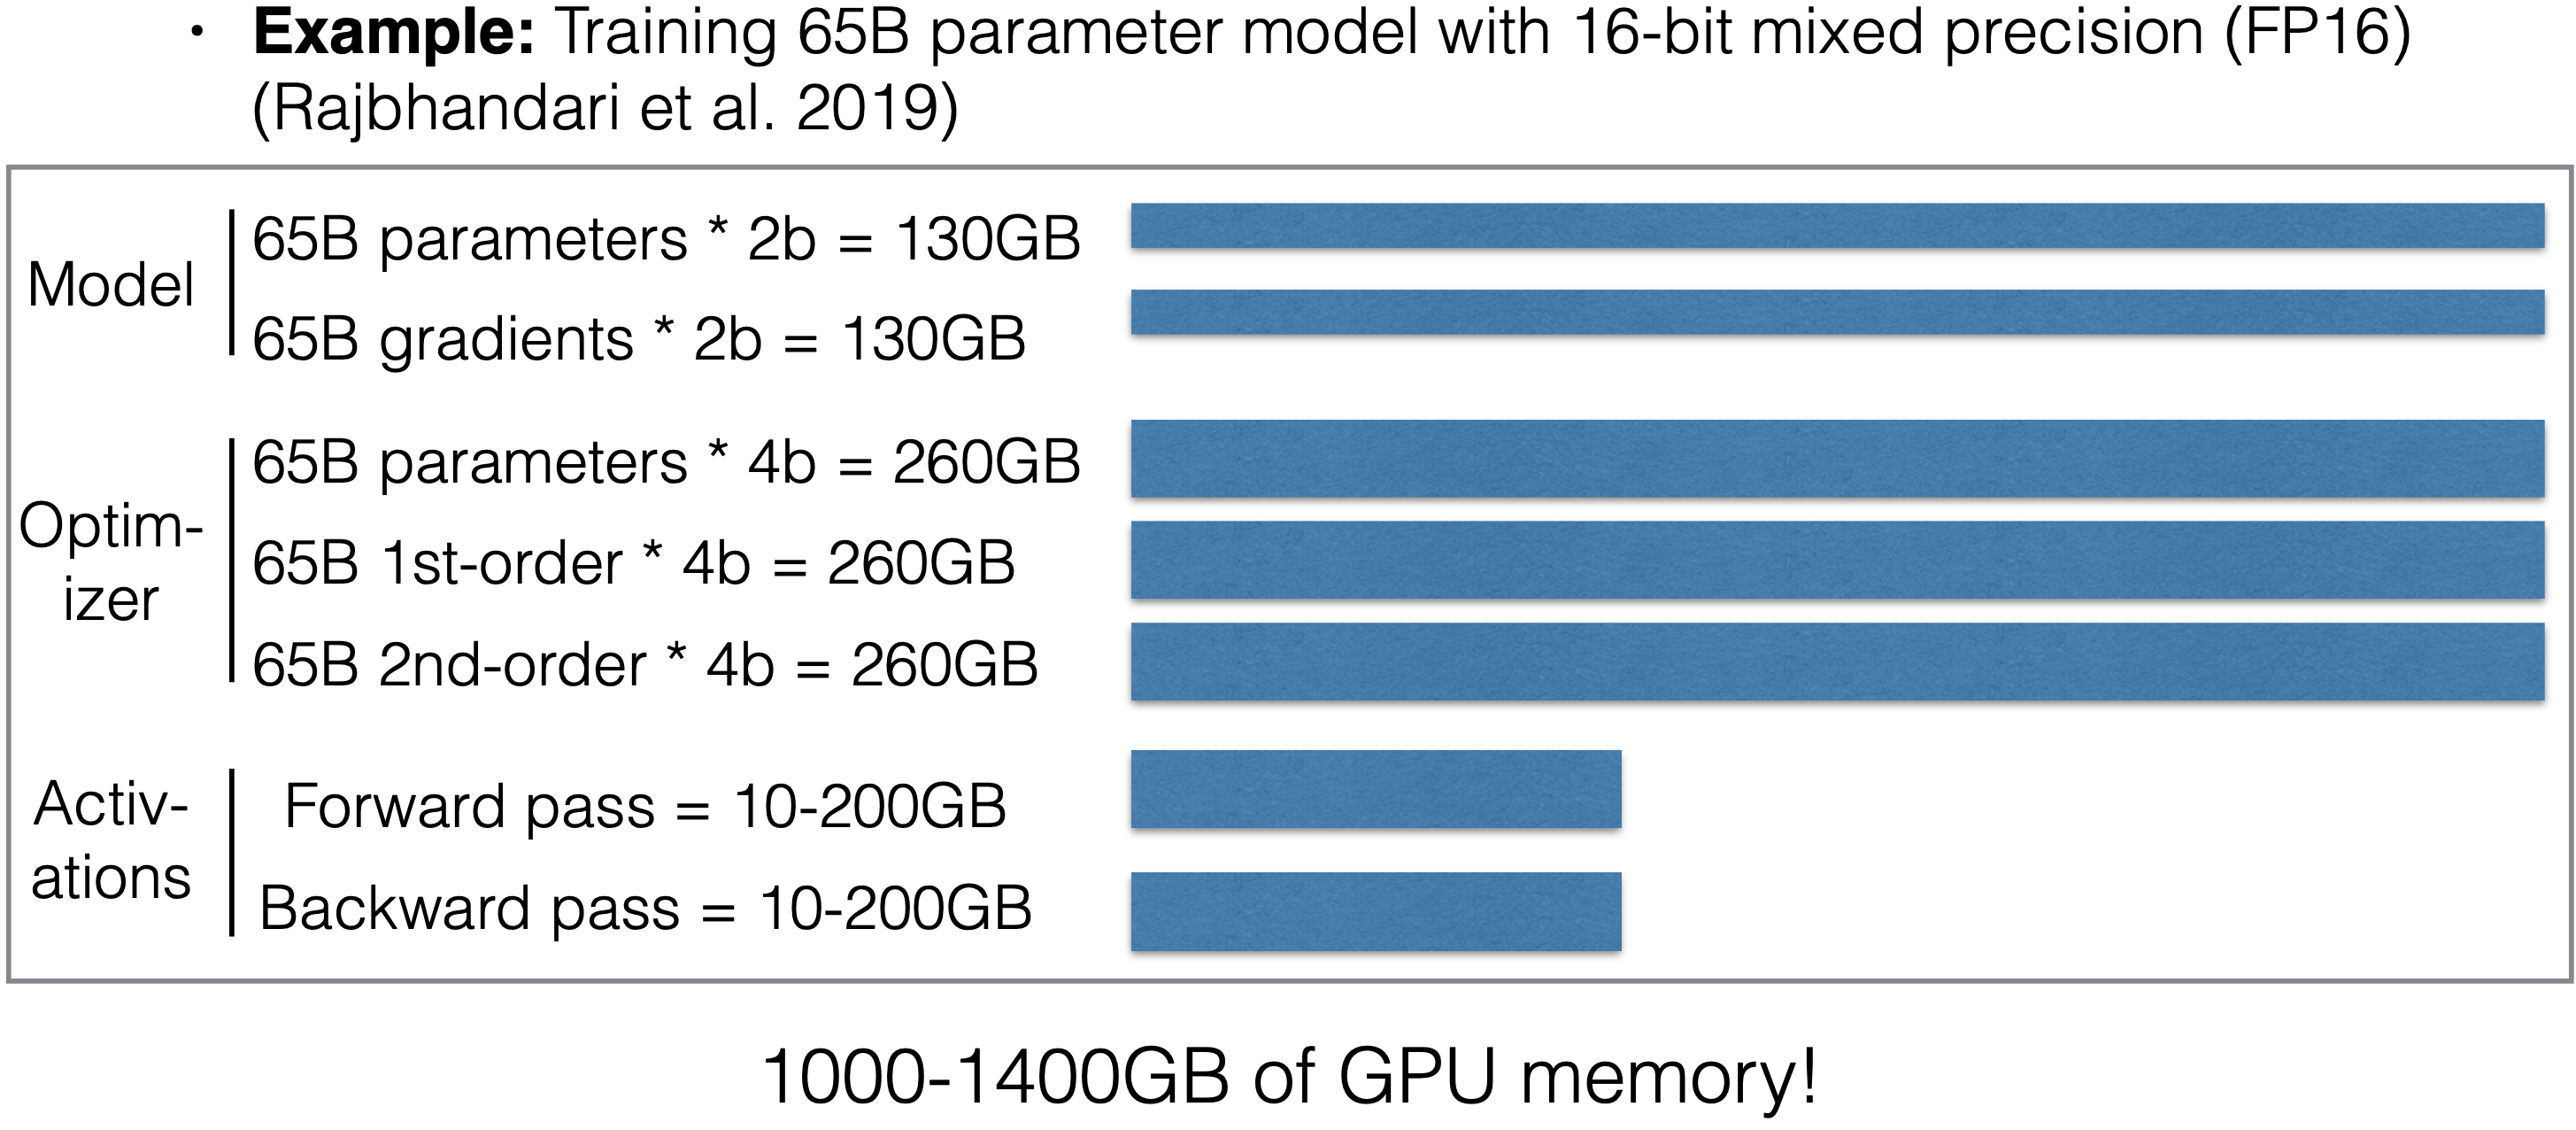 • Example: Training 65B parameter model with 16-bit mixed precision (FP16)
(Rajbhandari et al. 2019)
Model
65B parameters * 2b = 130GB
65B gradients * 2b = 130GB
Optim-
izer
65B parameters * 4b = 260GB
65B 1st-order * 4b = 260GB
65B 2nd-order * 4b = 260GB
Activ-
ations
Forward pass = 10-200GB
Backward pass = 10-200GB
1000-1400GB of GPU memory!